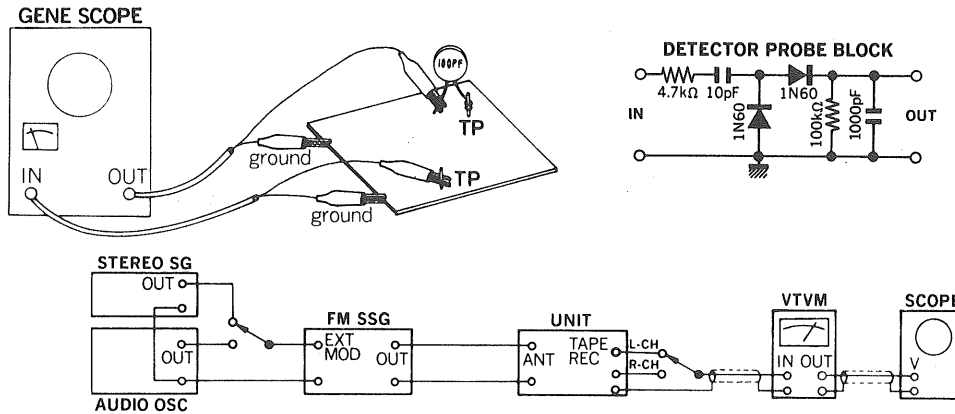 GENE SCOPE
IN
OUT
100PF
TP
ground
TP
ground
DETECTOR PROBE BLOCK
4.7kΩ
10pF
1N60
1N60
100kΩ
1000pF
IN
OUT
STEREO SG
OUT
OUT
AUDIO OSC
FM SSG
EXT
MOD
OUT
UNIT
ANT
TAPE
REC
L-CH
R-CH
VTVM
IN OUT
SCOPE
V